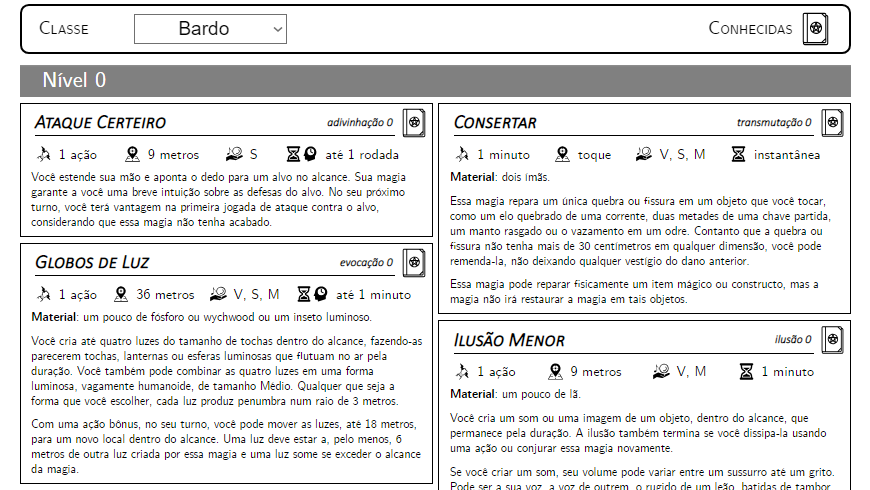 Classe
Bardo
Conhecidas
Nível 0
Ataque Certeiro
adivinhação 0
1 ação
9 metros
S
até 1 rodada
Você estende sua mão e aponta o dedo para um alvo no alcance. Sua magia
garante a você uma breve intuição sobre as defesas do alvo. No seu próximo
turno, você terá vantagem na primeira jogada de ataque contra o alvo,
considerando que essa magia não tenha acabado.
Globos de Luz
evocação 0
1 ação
36 metros
V, S, M
até 1 minuto
Material: um pouco de fósforo ou wychwood ou um inseto luminoso.
Você cria até quatro luzes do tamanho de tochas dentro do alcance, fazendo-as
parecerem tochas, lanternas ou esferas luminosas que flutuam no ar pela
duração. Você também pode combinar as quatro luzes em uma forma
luminosa, vagamente humanoide, de tamanho Médio. Qualquer que seja a
forma que você escolher, cada luz produz penumbra num raio de 3 metros.
Com uma ação bônus, no seu turno, você pode mover as luzes, até 18 metros,
para um novo local dentro do alcance. Uma luz deve estar a, pelo menos, 6
metros de outra luz criada por essa magia e uma luz some se exceder o alcance
da magia.
Consertar
transmutação 0
1 minuto
toque
V, S, M
instantânea
Material: dois ímãs.
Essa magia repara um única quebra ou fissura em um objeto que você tocar,
como um elo quebrado de uma corrente, duas metades de uma chave partida,
um manto rasgado ou o vazamento em um odre. Contanto que a quebra ou
fissura não tenha mais de 30 centímetros em qualquer dimensão, você pode
remenda-la, não deixando qualquer vestígio do dano anterior.
Essa magia pode reparar fisicamente um item mágico ou constructo, mas a
magia não irá restaurar a magia em tais objetos.
Ilusão Menor
ilusão 0
1 ação
9 metros
V, M
1 minuto
Material: um pouco de lã.
Você cria um som ou uma imagem de um objeto, dentro do alcance, que
permanece pela duração. A ilusão também termina se você dissipa-la usando
uma ação ou conjurar essa magia novamente.
Se você criar um som, seu volume pode variar entre um sussurro até um grito.
Pode ser a sua voz, a voz de outrem, o rugido de um leão, batidas de tambor